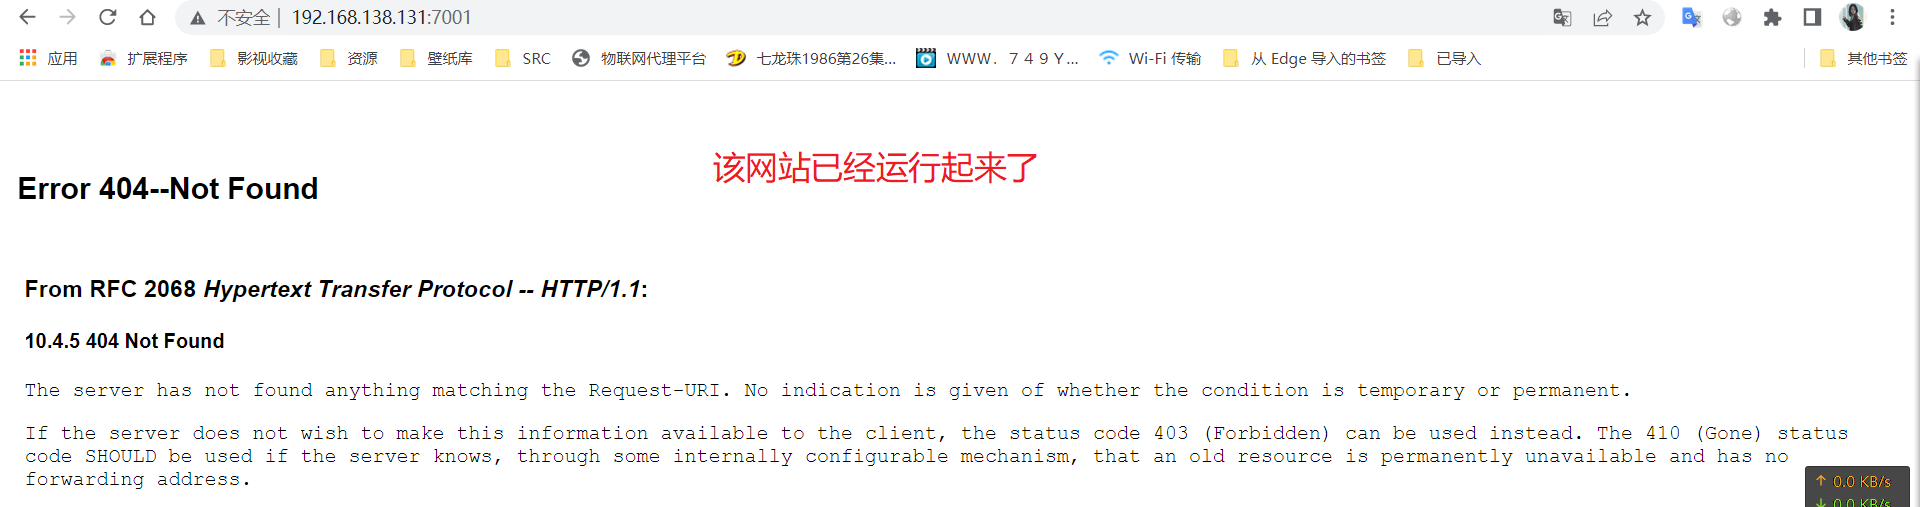 不安全 | 192.168.138.131:7001
应用 扩展程序 影视收藏 资源 壁纸库 SRC 物联网代理平台 七龙珠1986第26集... WWW．７４９Ｙ... Wi-Fi 传输 从 Edge 导入的书签 已导入 其他书签
该网站已经运行起来了
Error 404--Not Found
From RFC 2068 Hypertext Transfer Protocol -- HTTP/1.1:
10.4.5 404 Not Found
The server has not found anything matching the Request-URI. No indication is given of whether the condition is temporary or permanent.
If the server does not wish to make this information available to the client, the status code 403 (Forbidden) can be used instead. The 410 (Gone) status
code SHOULD be used if the server knows, through some internally configurable mechanism, that an old resource is permanently unavailable and has no
forwarding address.
↑ 0.0 KB/s
↓ 0.0 KB/s